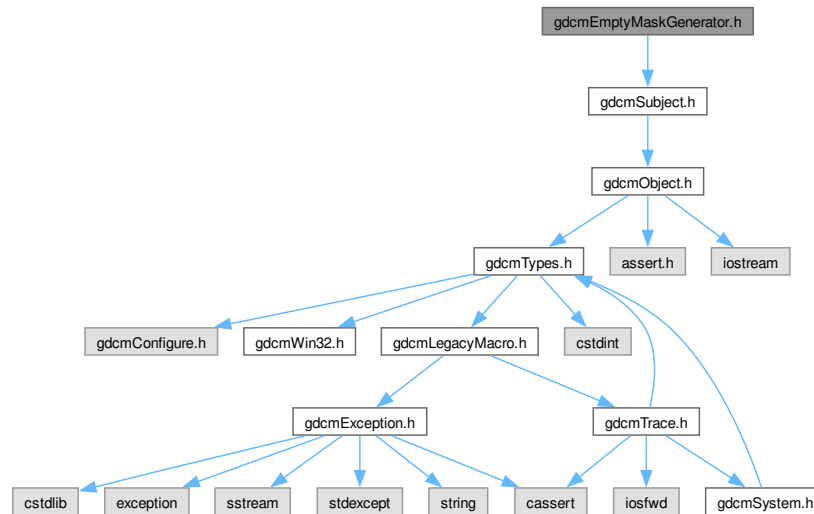 gdcmEmptyMaskGenerator.h
gdcmSubject.h
gdcmObject.h
gdcmTypes.h
assert.h
iostream
gdcmConfigure.h
gdcmWin32.h
gdcmLegacyMacro.h
cstdint
gdcmException.h
gdcmTrace.h
cstdlib
exception
sstream
stdexcept
string
cassert
iosfwd
gdcmSystem.h